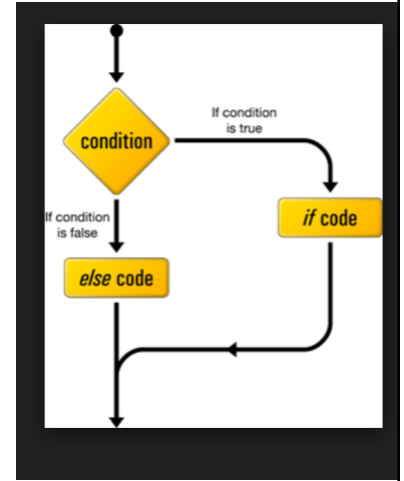 If condition
is true
condition
if code
If condition
is false
else code